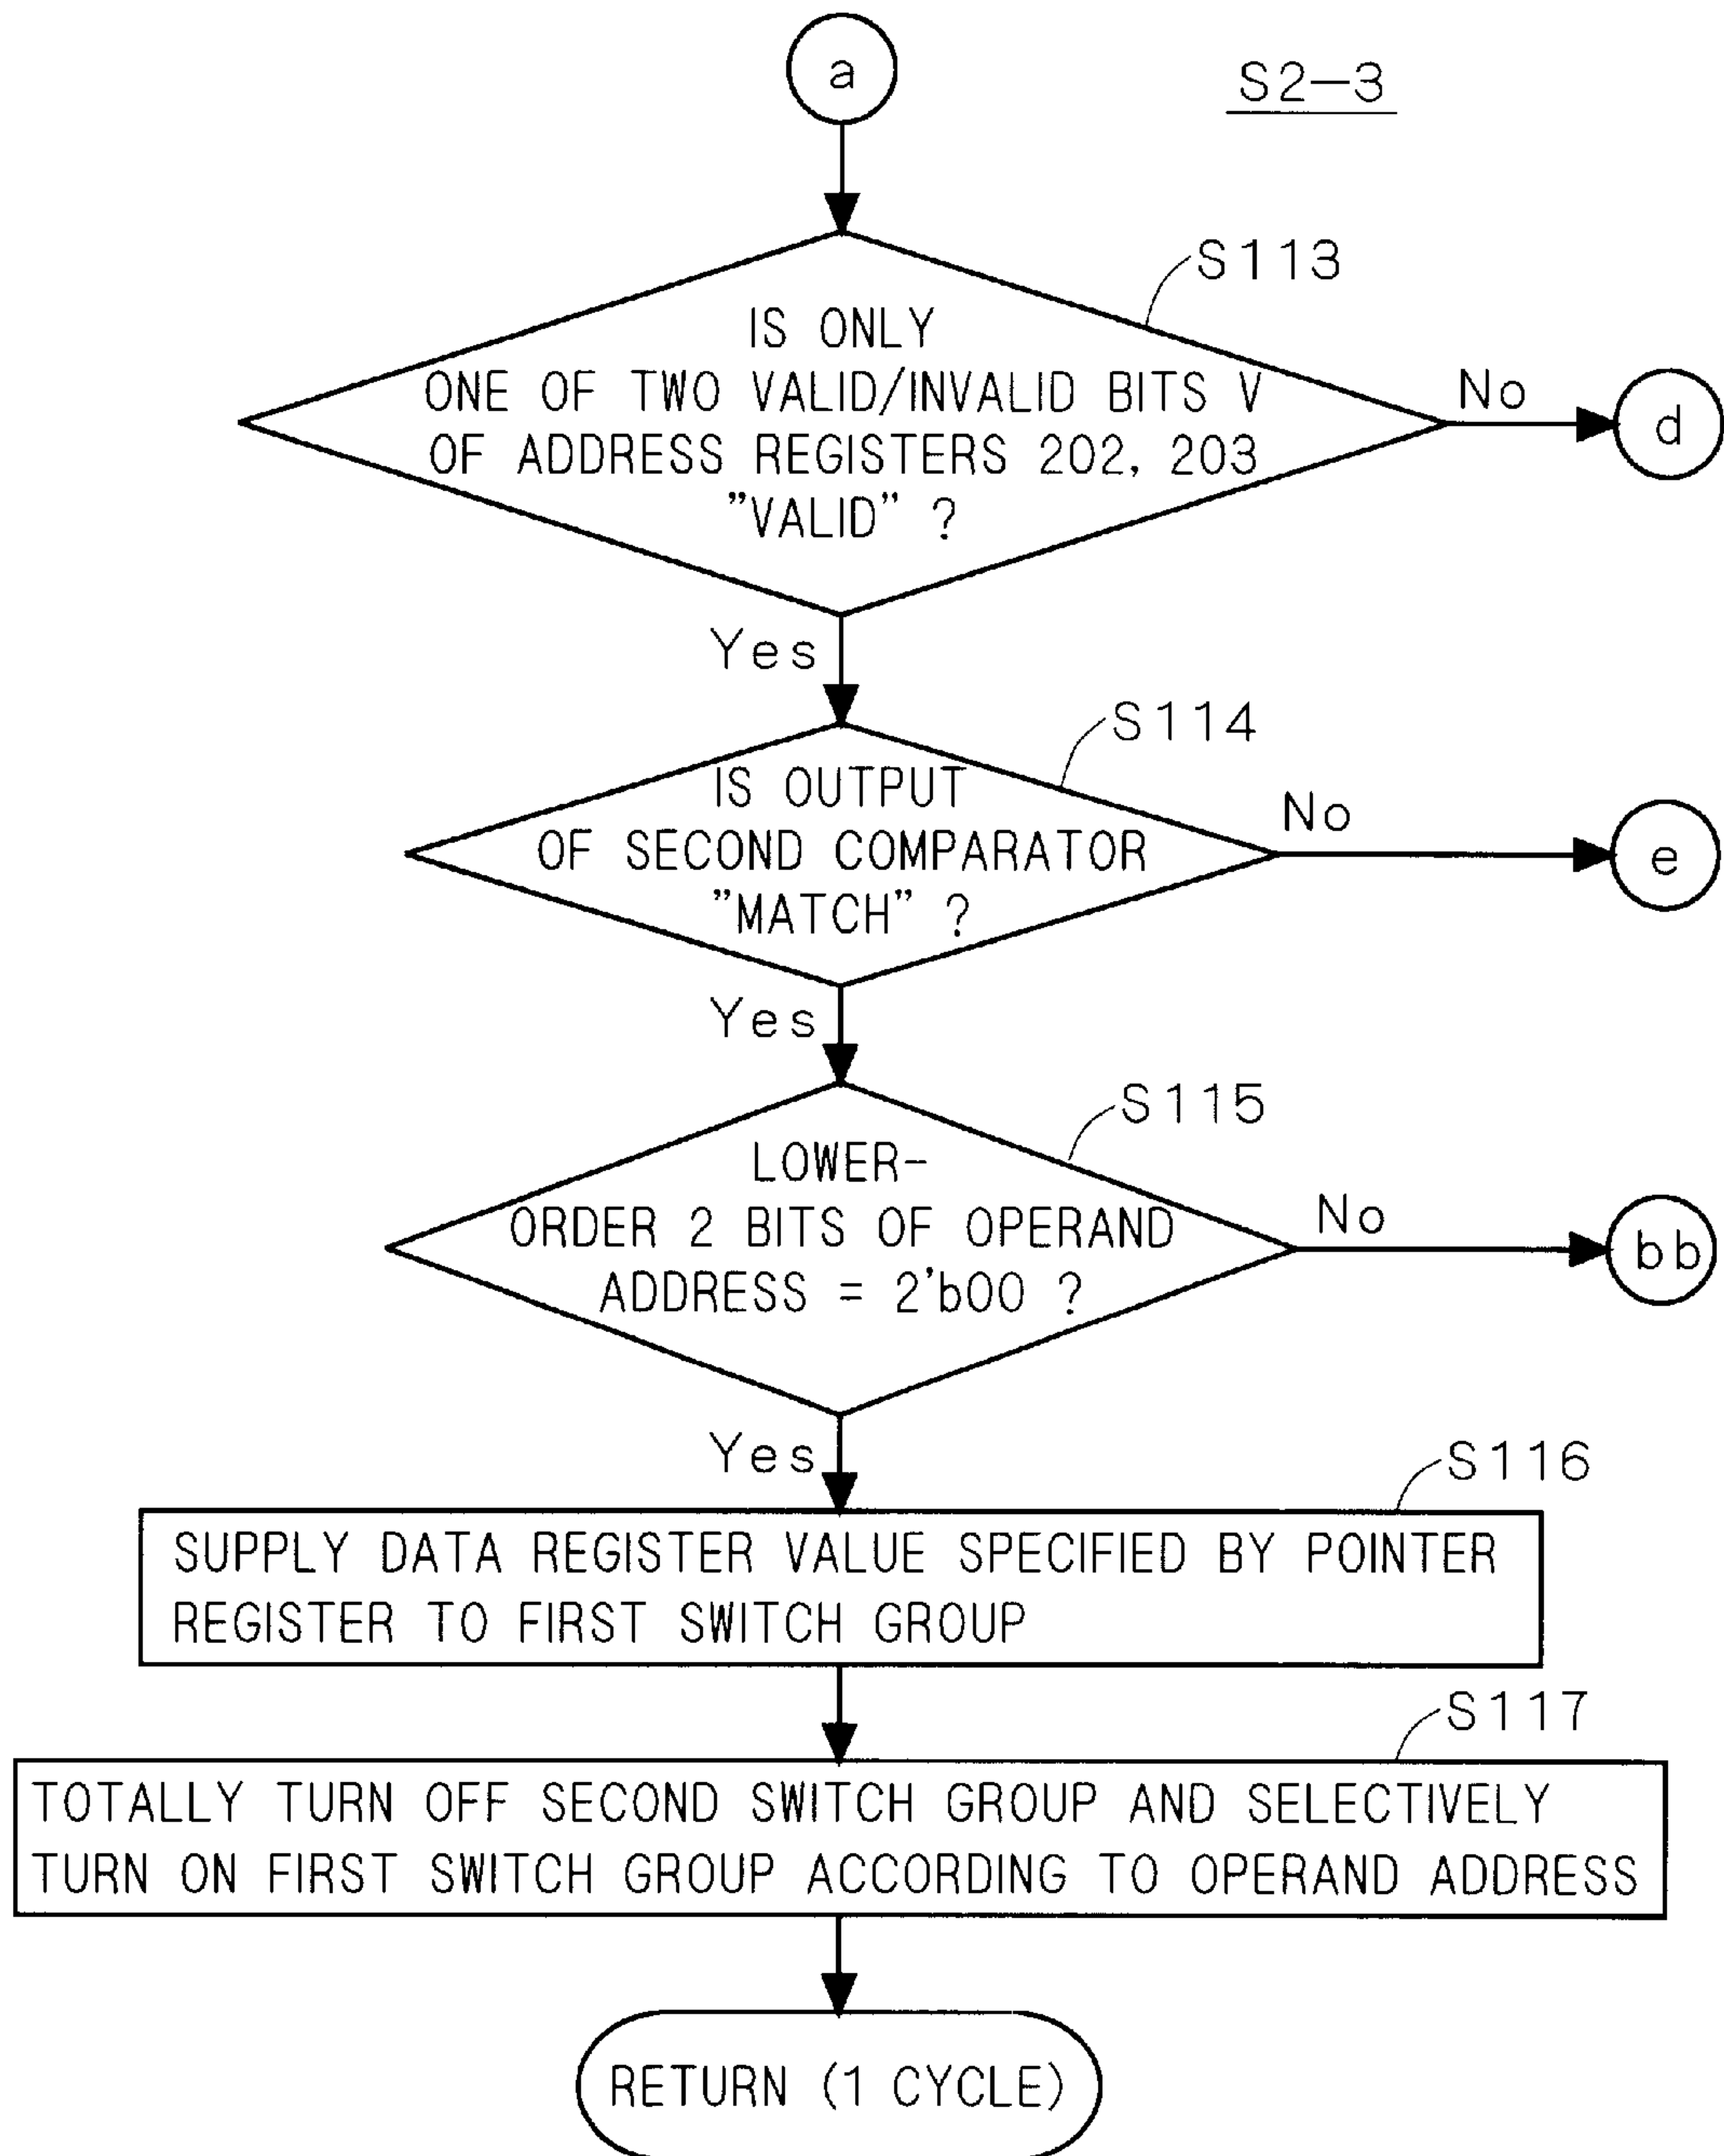 a
S2-3
S113
IS ONLY
ONE OF TWO VALID/INVALID BITS V
OF ADDRESS REGISTERS 202, 203
"VALID" ?
No
d
Yes
S114
IS OUTPUT
OF SECOND COMPARATOR
"MATCH" ?
No
e
Yes
S115
LOWER-
ORDER 2 BITS OF OPERAND
ADDRESS = 2'b00 ?
No
bb
Yes
S116
SUPPLY DATA REGISTER VALUE SPECIFIED BY POINTER
REGISTER TO FIRST SWITCH GROUP
S117
TOTALLY TURN OFF SECOND SWITCH GROUP AND SELECTIVELY
TURN ON FIRST SWITCH GROUP ACCORDING TO OPERAND ADDRESS
RETURN (1 CYCLE)